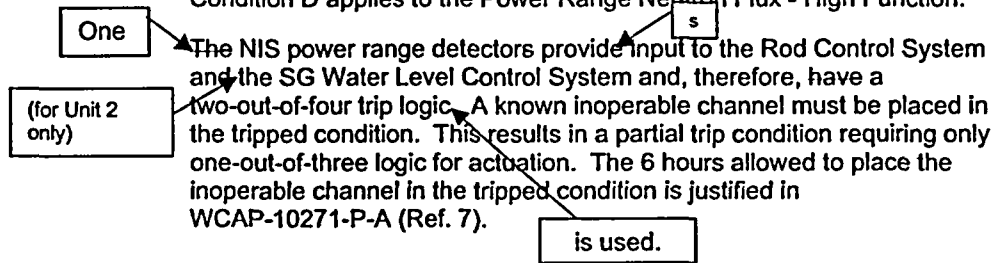 Condition D applies to the Power Range Neutron Flux - High Function.
One
s
The NIS power range detectors provide input to the Rod Control System
and the SG Water Level Control System and, therefore, have a
(for Unit 2
only)
two-out-of-four trip logic. A known inoperable channel must be placed in
the tripped condition. This results in a partial trip condition requiring only
one-out-of-three logic for actuation. The 6 hours allowed to place the
inoperable channel in the tripped condition is justified in
WCAP-10271-P-A (Ref. 7).
is used.